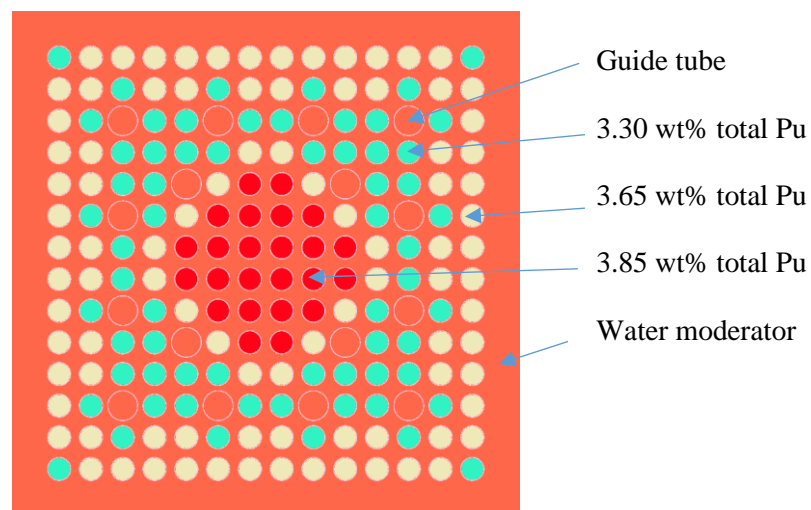 Guide tube
3.30 wt% total Pu
3.65 wt% total Pu
3.85 wt% total Pu
Water moderator